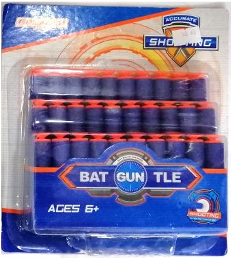 ACCURATE
SHOOTING
BAT GUN TLE
AGES 6+
SHOOTING